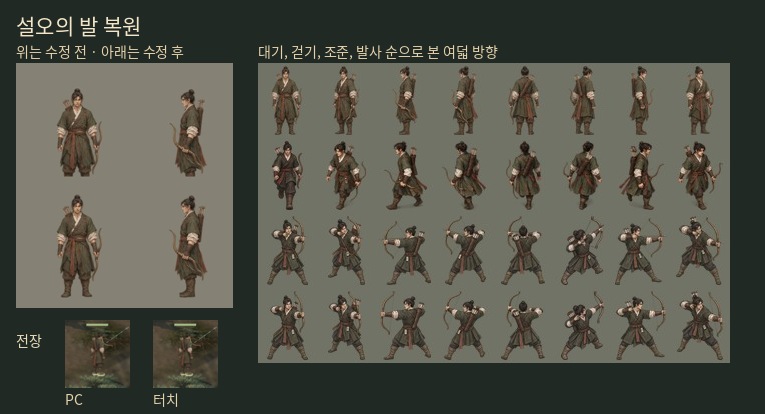 설오의 발 복원
위는 수정 전 · 아래는 수정 후
대기, 걷기, 조준, 발사 순으로 본 여덟 방향
전장
PC
터치